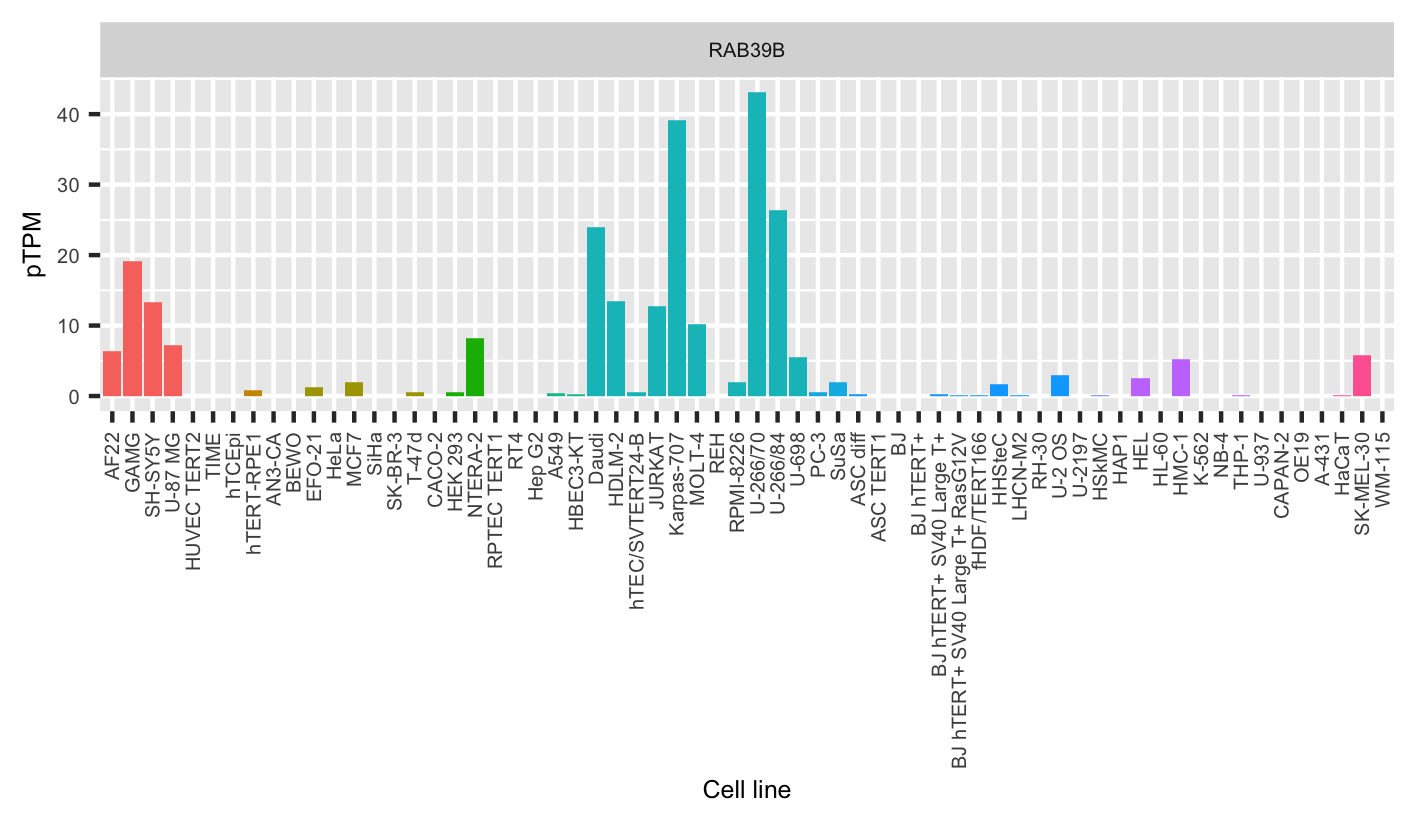 RAB39B
40
30
20
10
0
pTPM
AF22
GAMG
SH-SY5Y
U-87 MG
HUVEC TERT2
TIME
hTCEpi
hTERT-RPE1
AN3-CA
BEWO
EFO-21
HeLa
MCF7
SiHa
SK-BR-3
T-47d
CACO-2
HEK 293
NTERA-2
RPTEC TERT1
RT4
Hep G2
A549
HBEC3-KT
Daudi
HDLM-2
hTEC/SVTERT24-B
JURKAT
Karpas-707
MOLT-4
REH
RPMI-8226
U-266/70
U-266/84
U-698
PC-3
SuSa
ASC diff
ASC TERT1
BJ
BJ hTERT+
BJ hTERT+ SV40 Large T+
BJ hTERT+ SV40 Large T+ RasG12V
fHDF/TERT166
HHSteC
LHCN-M2
RH-30
U-2 OS
U-2197
HSkMC
HAP1
HEL
HL-60
HMC-1
K-562
NB-4
THP-1
U-937
CAPAN-2
OE19
A-431
HaCaT
SK-MEL-30
WM-115
Cell line